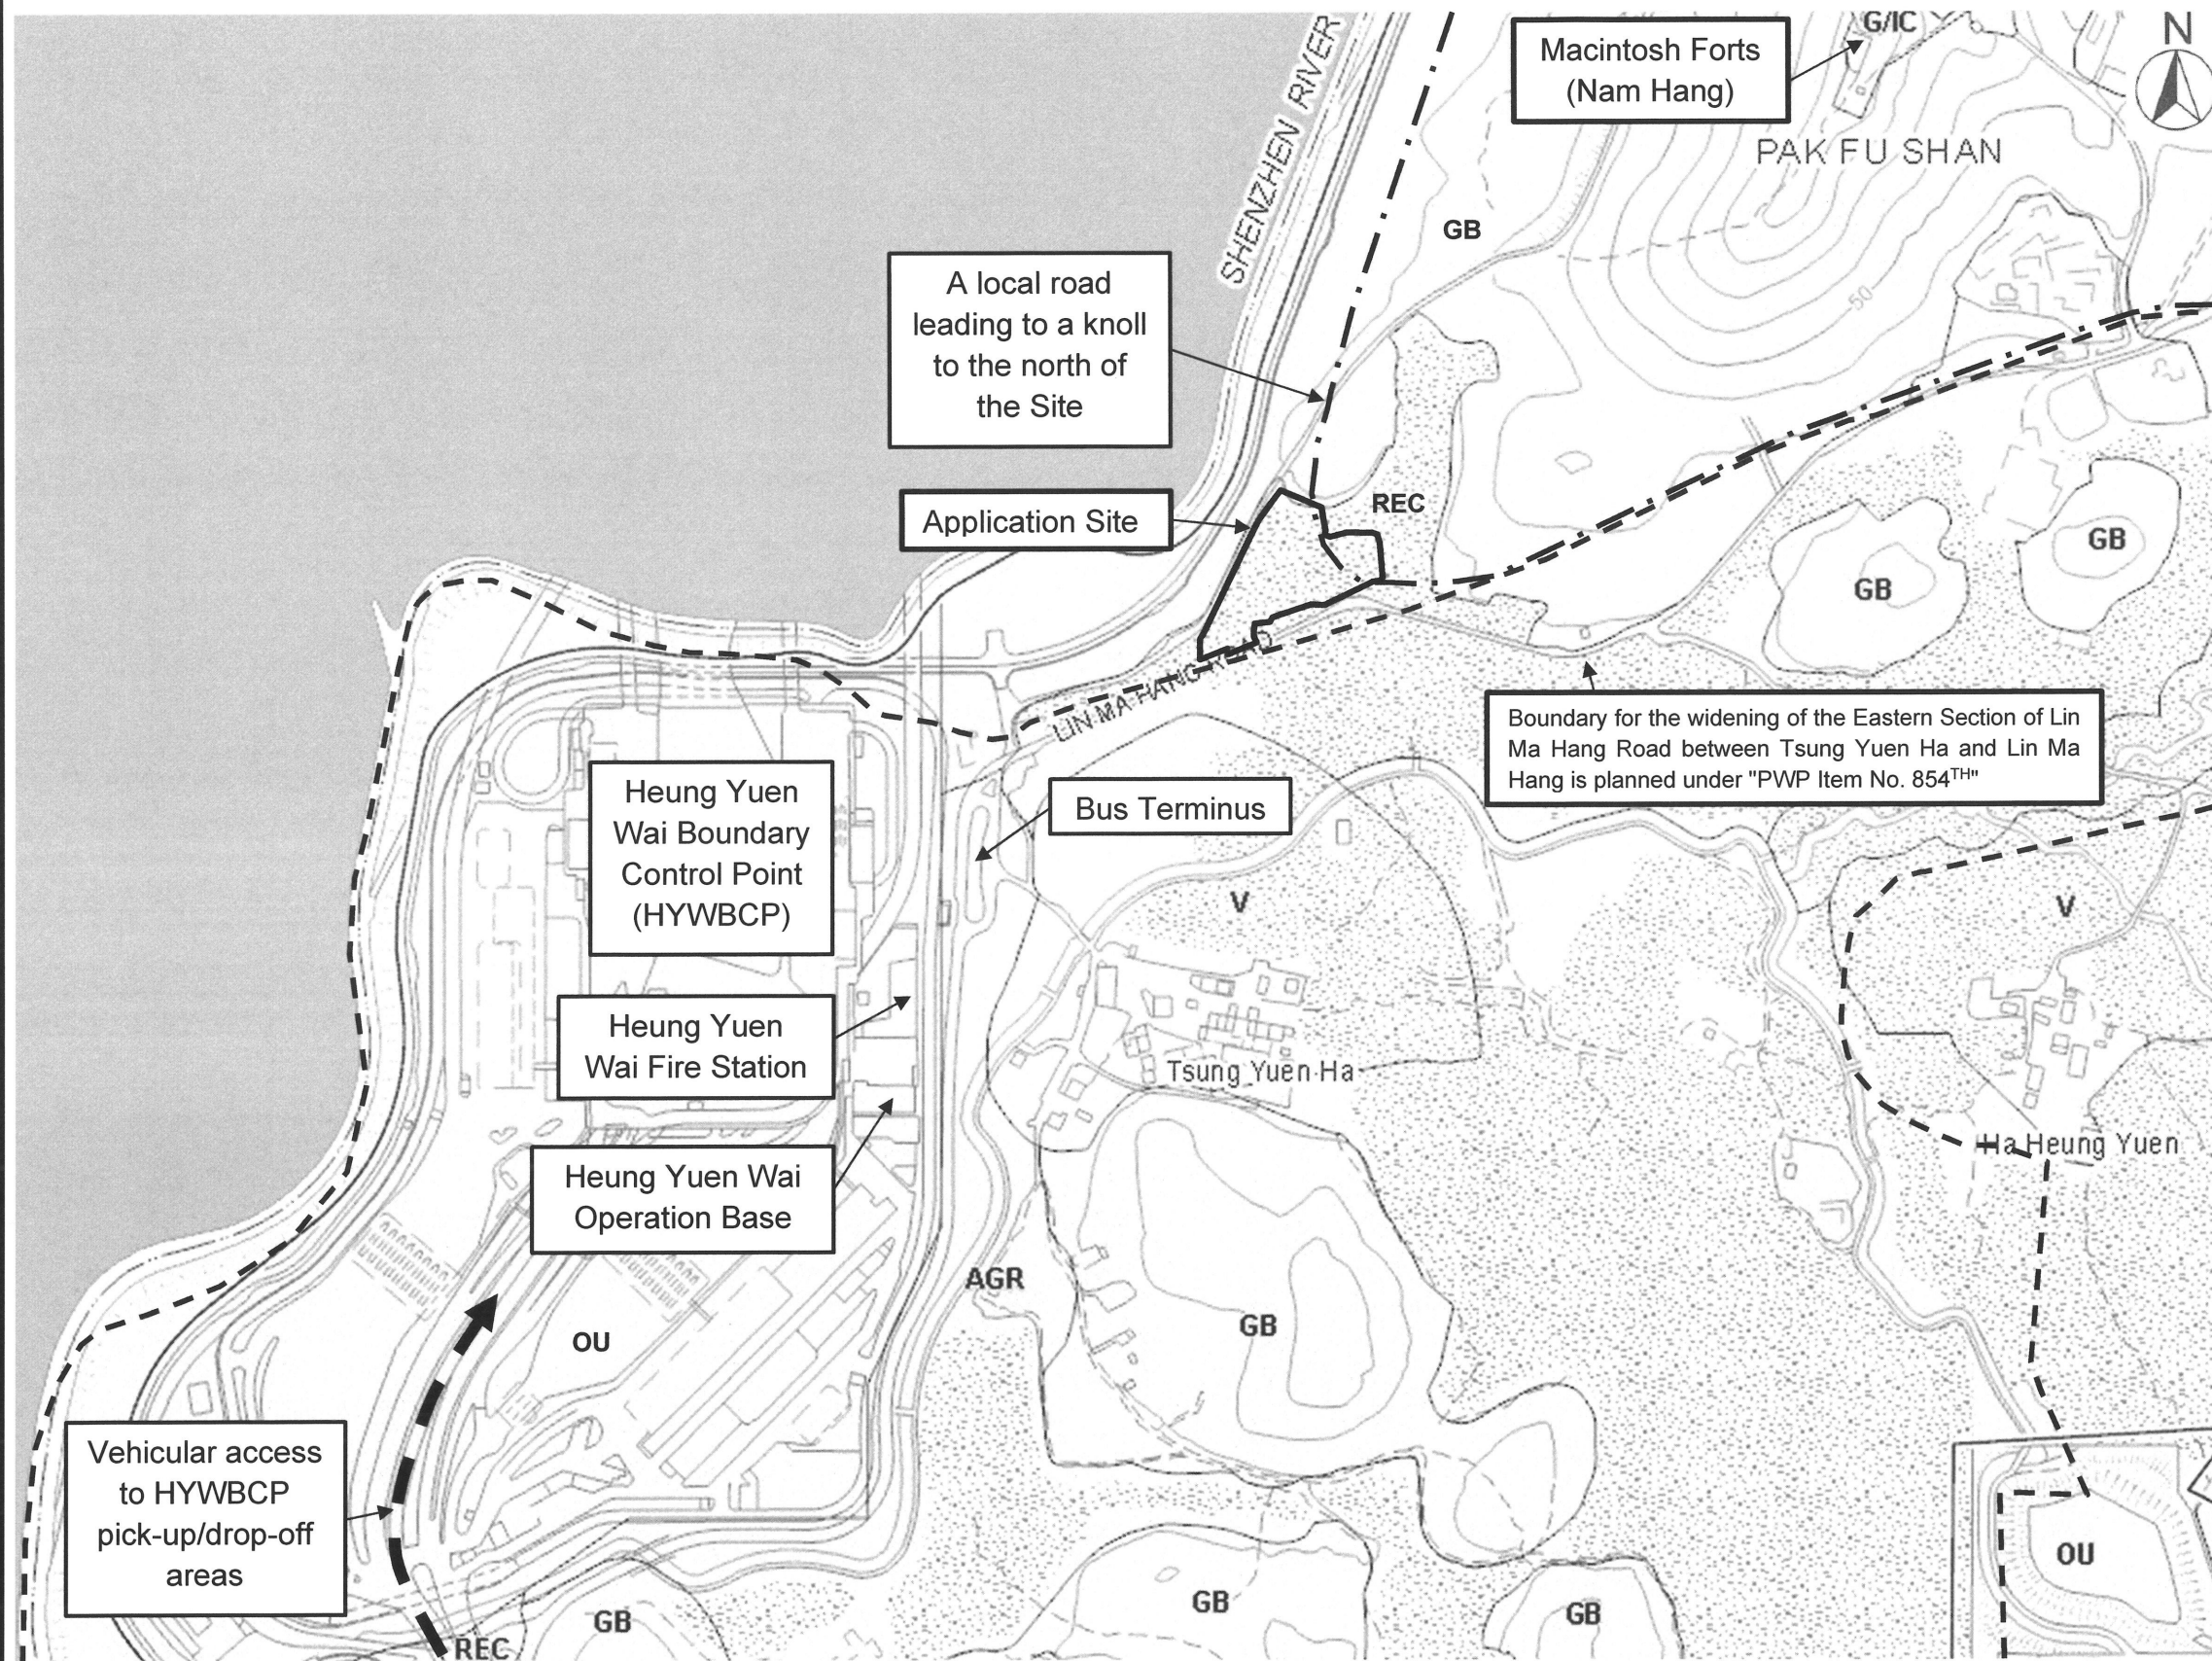 G/IC
N
Macintosh Forts
(Nam Hang)
SHENZHEN RIVER
PAK FU SHAN
GB
A local road
leading to a knoll
to the north of
the Site
50
Application Site
REC
GB
GB
LIN MA HANG ROAD
Boundary for the widening of the Eastern Section of Lin
Ma Hang Road between Tsung Yuen Ha and Lin Ma
Hang is planned under "PWP Item No. 854TH"
Heung Yuen
Wai Boundary
Control Point
(HYWBCP)
Bus Terminus
V
V
Heung Yuen
Wai Fire Station
Tsung Yuen Ha
Ha Heung Yuen
Heung Yuen Wai
Operation Base
AGR
GB
OU
Vehicular access
to HYWBCP
pick-up/drop-off
areas
OU
GB
GB
GB
REC